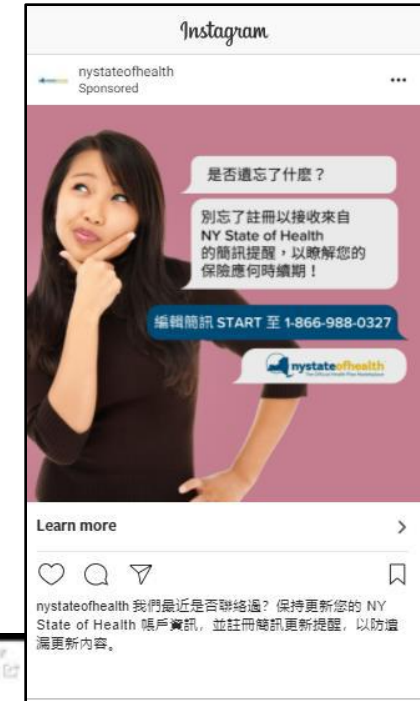 Instagram
nystateofhealth
Sponsored
是否遺忘了什麼？
別忘了註冊以接收來自
NY State of Health
的簡訊提醒，以瞭解您的
保險應何時續期！
編輯簡訊 START 至 1-866-988-0327
nystateofhealth
The Official Health Plan Marketplace
Learn more
nystateofhealth 我們最近是否聯絡過？保持更新您的 NY
State of Health 帳戶資訊，並註冊簡訊更新提醒，以防遺
漏更新內容。